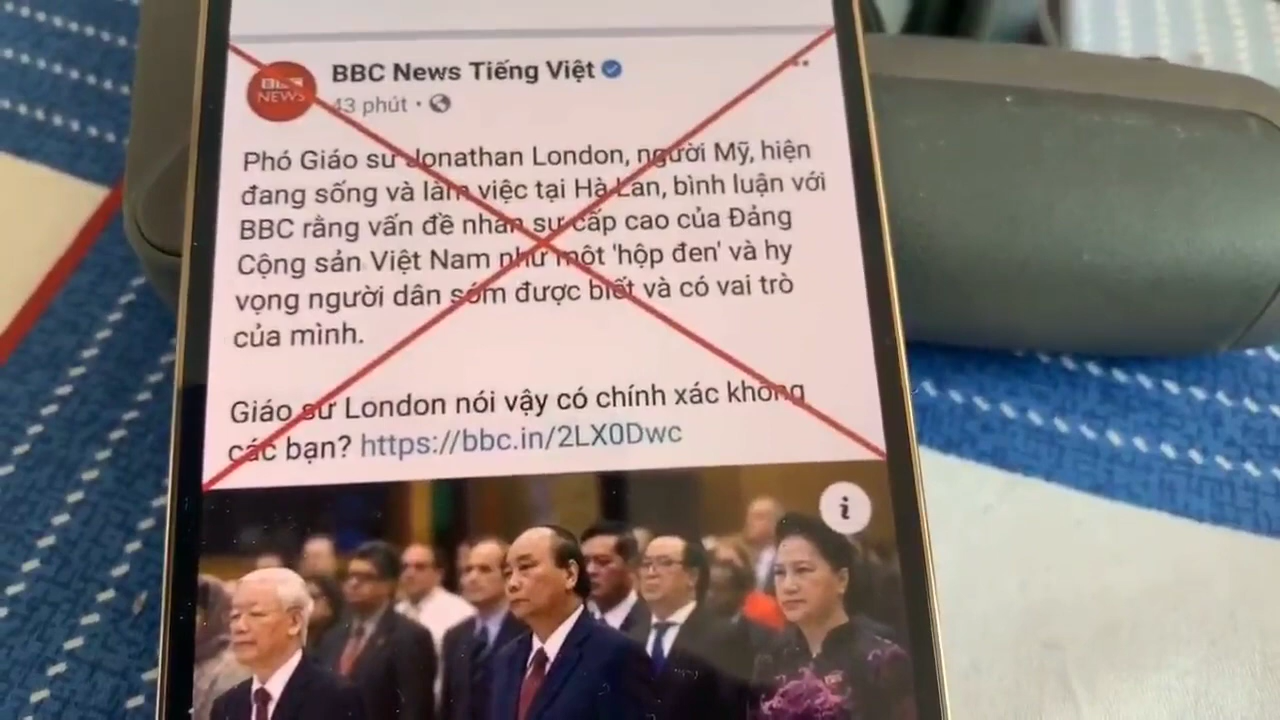 BBC News Tiếng Việt
BBC
NEWS
43 phút ·
Phó Giáo sư Jonathan London, người Mỹ, hiện
đang sống và làm việc tại Hà Lan, bình luận với
BBC rằng vấn đề nhân sự cấp cao của Đảng
Cộng sản Việt Nam như một 'hộp đen' và hy
vọng người dân sớm được biết và có vai trò
của mình.
Giáo sư London nói vậy có chính xác không
các bạn? https://bbc.in/2LX0Dwc
i